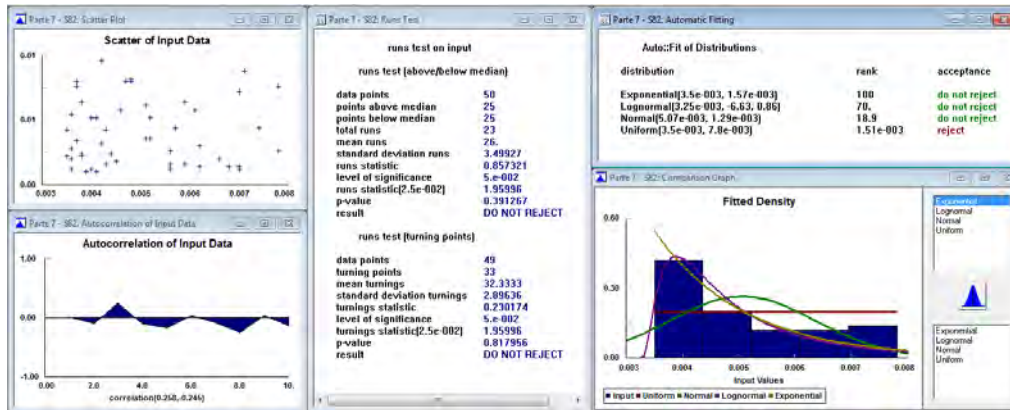 Parte 7 - S82: Scatter Plot
Scatter of Input Data
0.01
0.01
0.00
0.003 0.004 0.005 0.006 0.007 0.008
Parte 7 - S82: Autocorrelation of Input Data
Autocorrelation of Input Data
1.00
0.00
-1.00
0.00 2.0 4.0 6.0 8.0 10.
correlation(0.250,-0.246)
Parte 7 - S82: Runs Test
runs test on input
runs test (above/below median)
data points 50
points above median 25
points below median 25
total runs 23
mean runs 26.
standard deviation runs 3.49927
runs statistic 0.857321
level of significance 5.e-002
runs statistic(2.5e-002) 1.95996
p-value 0.391267
result DO NOT REJECT
runs test (turning points)
data points 49
turning points 33
mean turnings 32.3333
standard deviation turnings 2.89636
turnings statistic 0.230174
level of significance 5.e-002
turnings statistic(2.5e-002) 1.95996
p-value 0.817956
result DO NOT REJECT
Parte 7 - S82: Automatic Fitting
Auto::Fit of Distributions
distribution rank acceptance
Exponential(3.5e-003, 1.57e-003) 100 do not reject
Lognormal(3.25e-003, -6.63, 0.86) 70. do not reject
Normal(5.07e-003, 1.29e-003) 18.9 do not reject
Uniform(3.5e-003, 7.8e-003) 1.51e-003 reject
Parte 7 - S82: Comparison Graph
Fitted Density
0.60
0.30
0.00
0.003 0.004 0.005 0.006 0.007 0.008
Input Values
Input Uniform Normal Lognormal Exponential
Exponential
Lognormal
Normal
Uniform
Exponential
Lognormal
Normal
Uniform